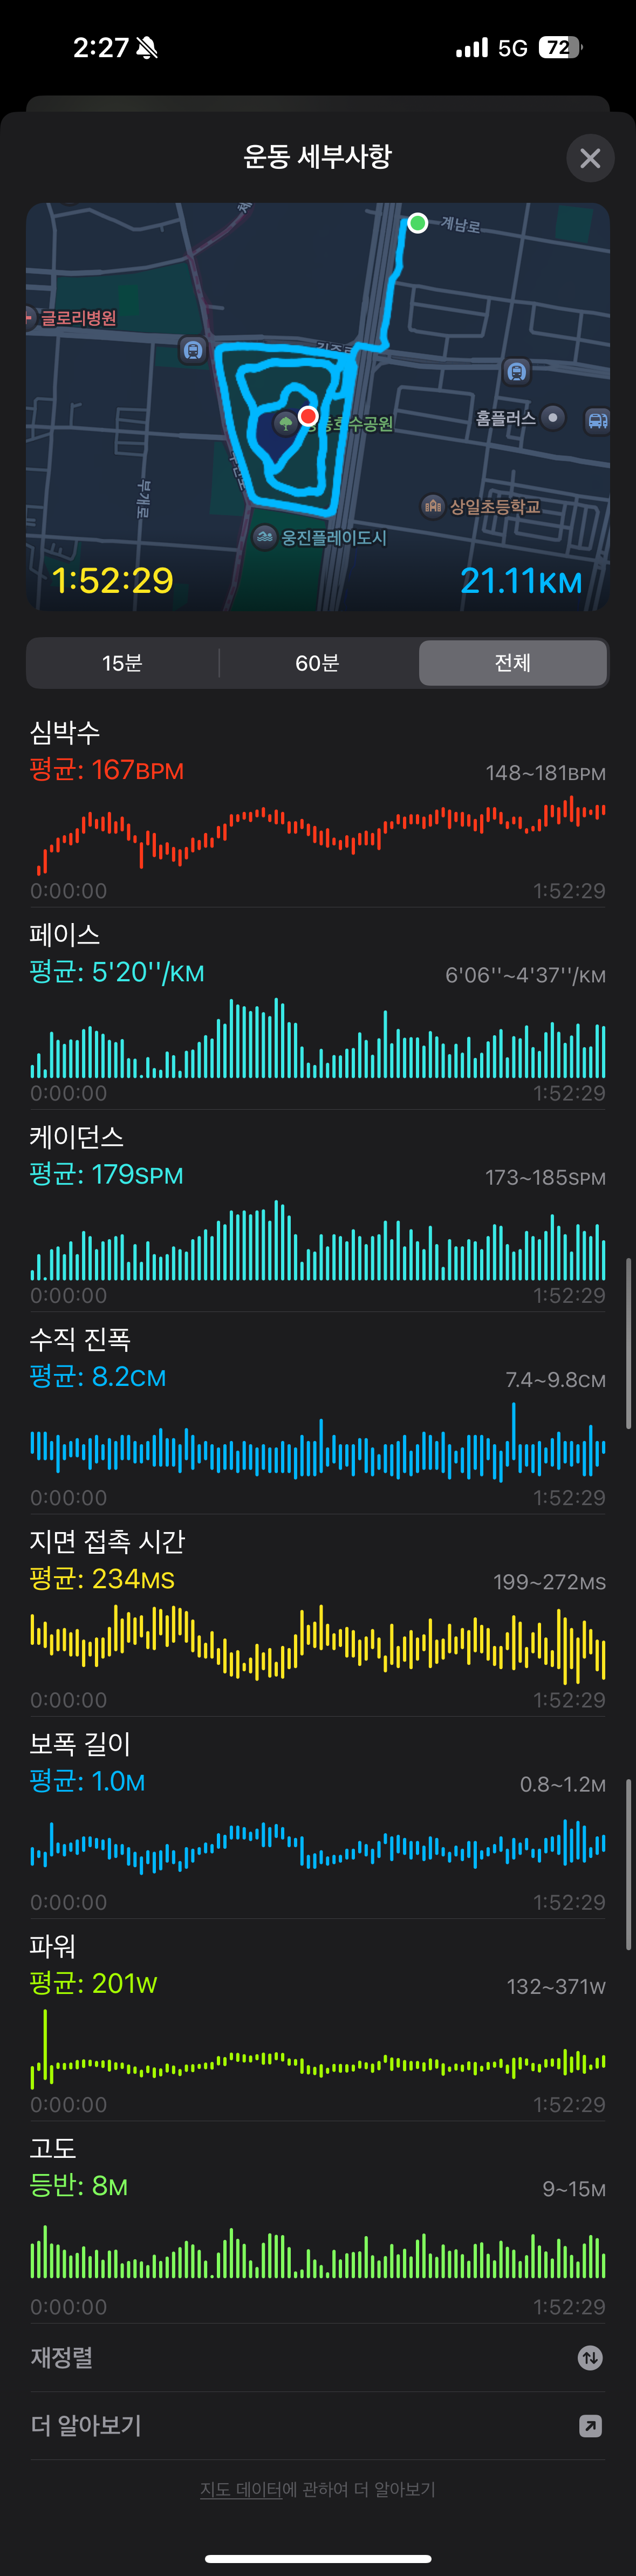 2:27 5G 72
운동 세부사항
계남로
글로리병원
홈플러스
부개로
상일초등학교
웅진플레이도시
1:52:29 21.11KM
15분 60분 전체
심박수
평균: 167BPM 148~181BPM
0:00:00 1:52:29
페이스
평균: 5'20''/KM 6'06''~4'37''/KM
0:00:00 1:52:29
케이던스
평균: 179SPM 173~185SPM
0:00:00 1:52:29
수직 진폭
평균: 8.2CM 7.4~9.8CM
0:00:00 1:52:29
지면 접촉 시간
평균: 234MS 199~272MS
0:00:00 1:52:29
보폭 길이
평균: 1.0M 0.8~1.2M
0:00:00 1:52:29
파워
평균: 201W 132~371W
0:00:00 1:52:29
고도
등반: 8M 9~15M
0:00:00 1:52:29
재정렬
더 알아보기
지도 데이터에 관하여 더 알아보기